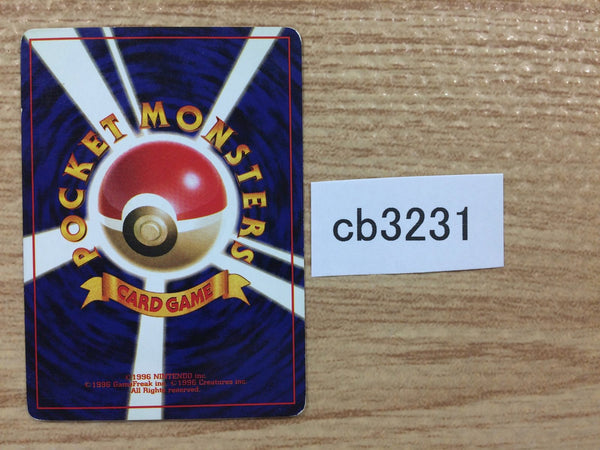 POCKET MONSTERS
CARD GAME
©1996 NINTENDO inc.
©1996 GameFreak inc. ©1996 Creatures inc.
All Rights reserved.
cb3231